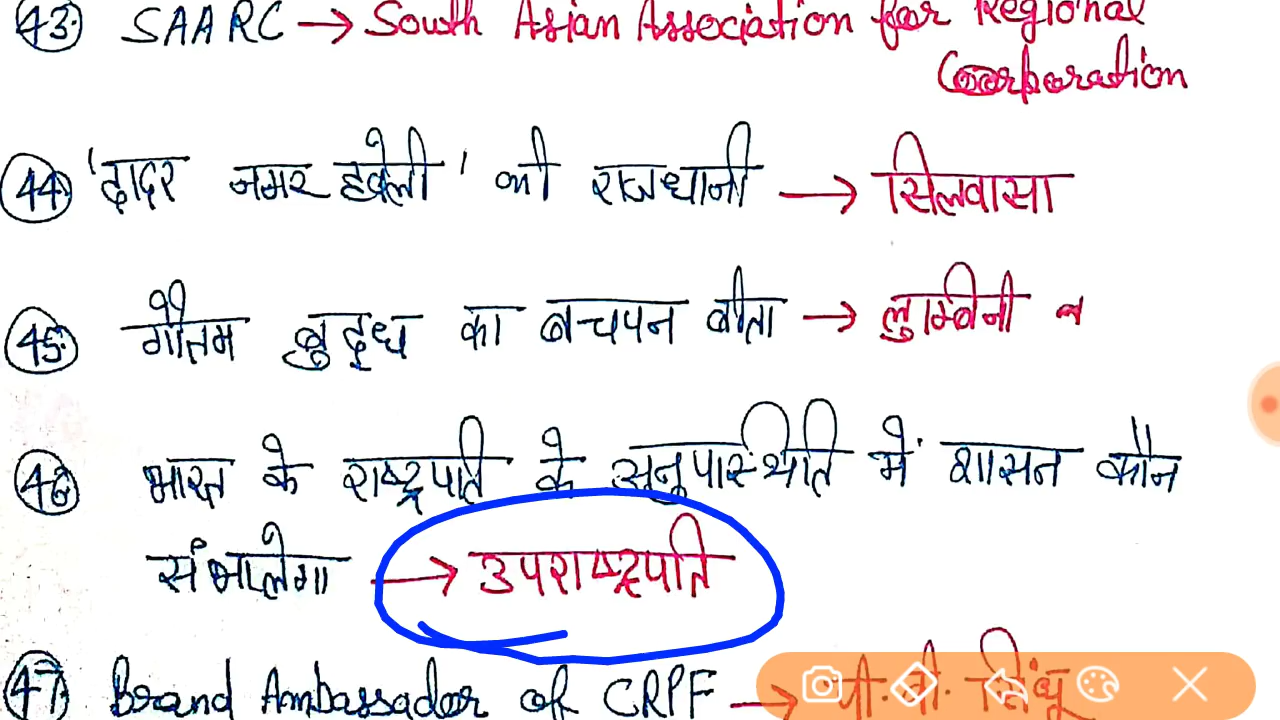 43. SAARC → South Asian Association for Regional
Coorporation
44. 'दादर नगर हवेली' की राजधानी → सिलवासा
45. गौतम बुद्ध का बचपन बीता → लुम्बिनी व
46. भारत के राष्ट्रपति के अनुपास्थिति में शासन कौन
संभालेगा → उपराष्ट्रपति
47. Brand Ambassador of CRPF → पी. वी. सिंधू